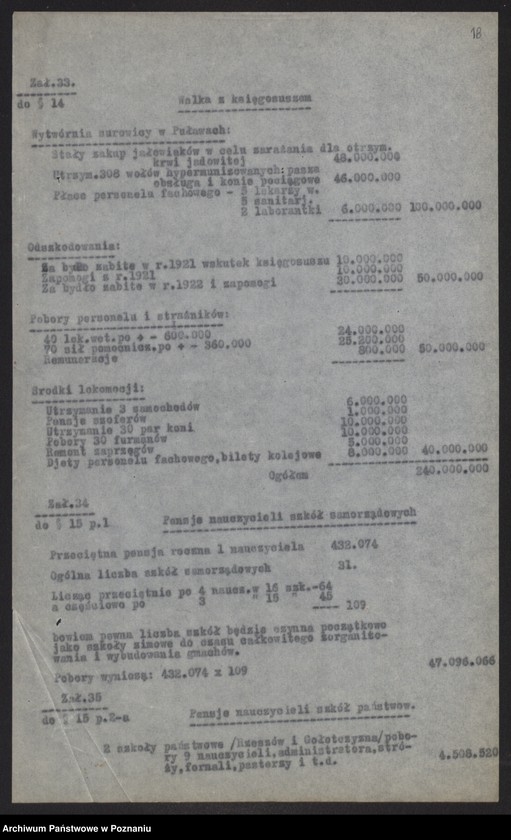 18
Zał.33.
do § 14
Walka z księgosuszem
Wytwórnia surowicy w Puławach:
Stały zakup jałowiaków w celu zarażania dla otrzym.
krwi jadowitej 48.000.000
Utrzym.308 wołów hypermunizowanych: pasza
obsługa i konie pociągowe 46.000.000
Płace personelu fachowego - 5 lekarzy w.
5 sanitarj.
2 laborantki 6.000.000 100.000.000
Odszkodowania:
Za bydło zabite w r.1921 wskutek księgosuszu 10.000.000
Zapomogi z r.1921 10.000.000
Za bydło zabite w r.1922 i zapomogi 30.000.000 50.000.000
Pobory personelu i strażników:
40 lek.wet.po + - 600.000 24.000.000
70 sił pomocnicz.po + - 360.000 25.200.000
Remuneracje 800.000 50.000.000
Środki lokomocji:
Utrzymanie 3 samochodów 6.000.000
Pensje szoferów 1.000.000
Utrzymanie 30 par koni 10.000.000
Pobory 30 furmanów 10.000.000
Remont zaprzęgów 5.000.000
Djety personelu fachowego,bilety kolejowe 8.000.000 40.000.000
Ogółem 240.000.000
Zał.34
do § 15 p.1
Pensje nauczycieli szkół samorządowych
Przeciętna pensja roczna 1 nauczyciela 432.074
Ogólna liczba szkół samorządowych 31.
Licząc przeciętnie po 4 naucz.w 16 szk.-64
a częściowo po 3 " 15 " 45
109
bowiem pewna liczba szkół będzie czynna początkowo
jako szkoły zimowe do czasu całkowitego zorganizo-
wania i wybudowania gmachów.
Pobory wyniosą: 432.074 x 109 47.096.066
Zał.35
do § 15 p.2-a
Pensje nauczycieli szkół państwow.
2 szkoły państwowe /Rzeszów i Gołotczyzna/pobo-
ry 9 nauczycieli,administratora,stró-
ży,fornali,pasterzy i t.d. 4.508.520
Archiwum Państwowe w Poznaniu